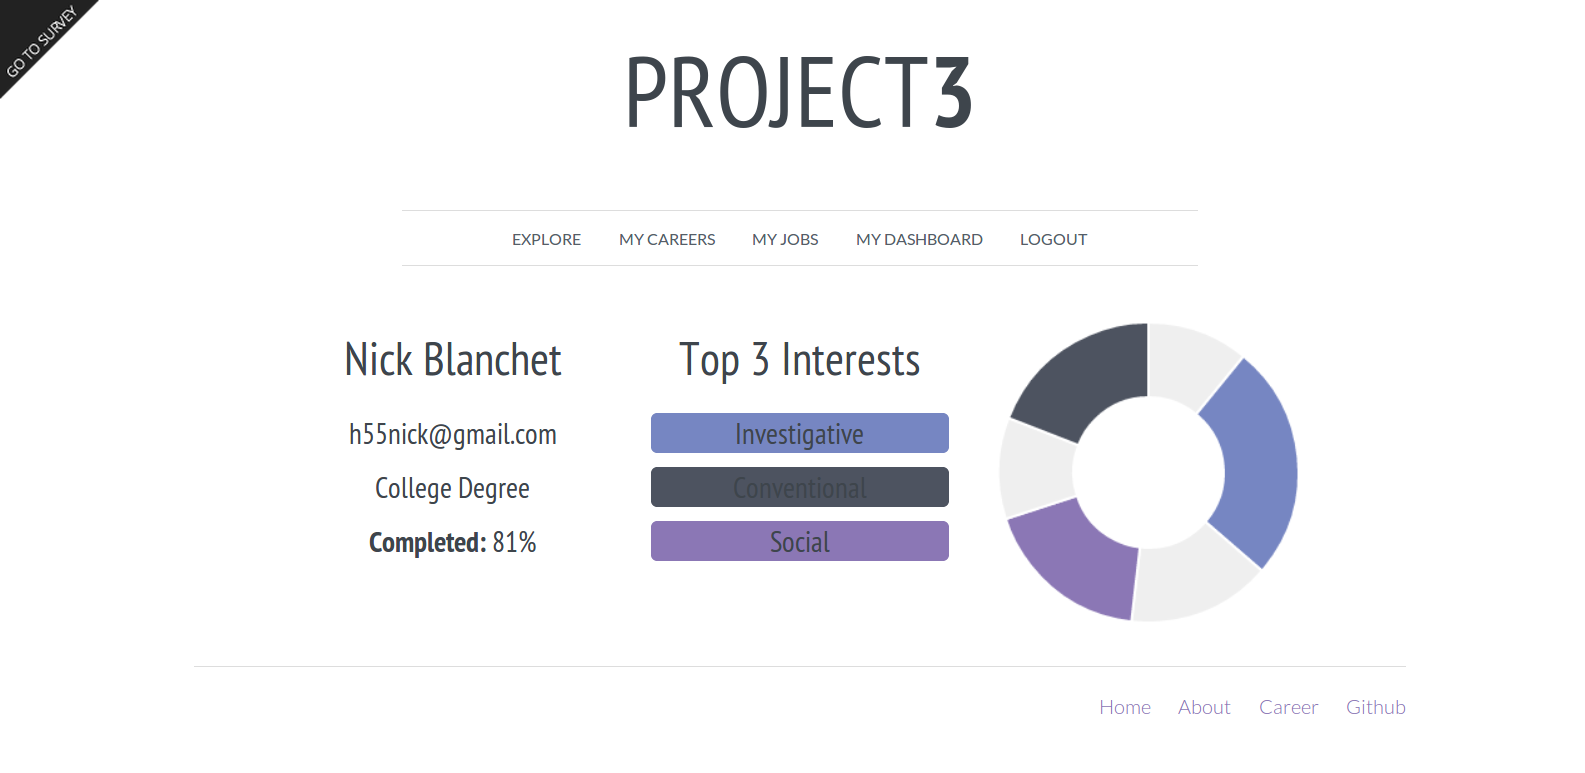 GO TO SURVEY
PROJECT3
EXPLORE MY CAREERS MY JOBS MY DASHBOARD LOGOUT
Nick Blanchet
h55nick@gmail.com
College Degree
Completed: 81%
Top 3 Interests
Investigative
Conventional
Social
Home About Career Github